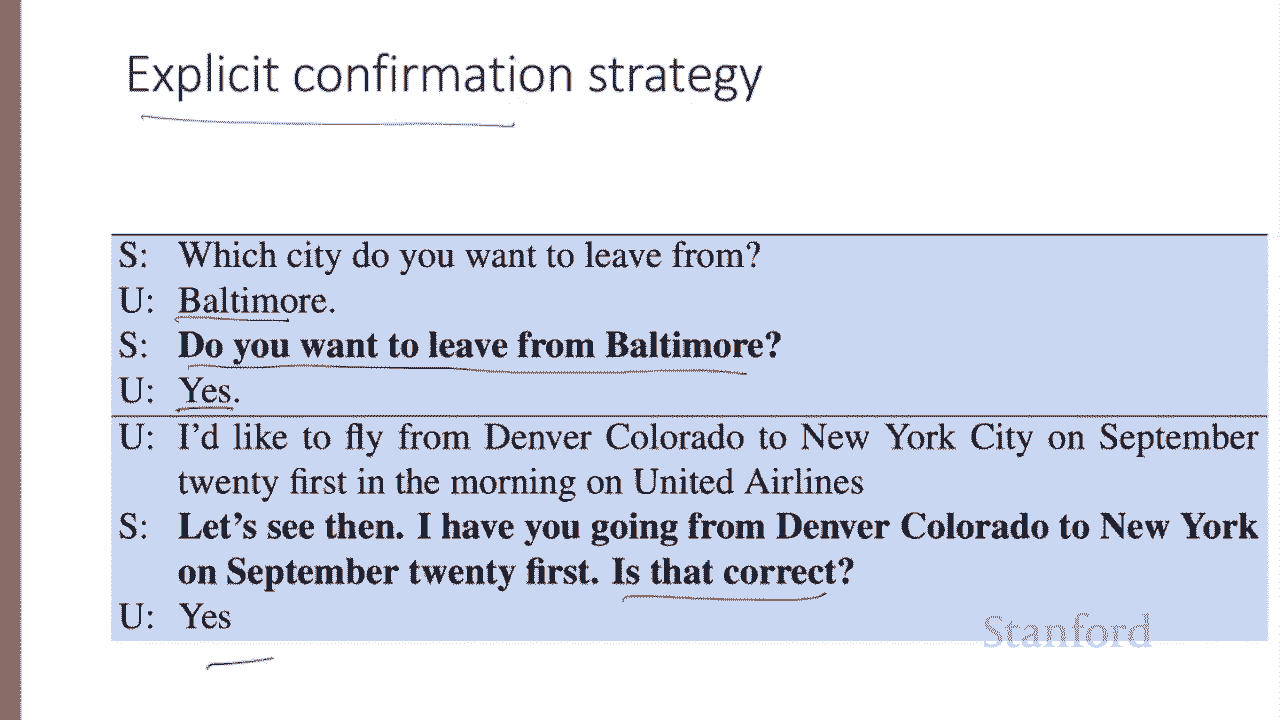 Explicit confirmation strategy
S: Which city do you want to leave from?
U: Baltimore.
S: Do you want to leave from Baltimore?
U: Yes.
U: I'd like to fly from Denver Colorado to New York City on September
twenty first in the morning on United Airlines
S: Let's see then. I have you going from Denver Colorado to New York
on September twenty first. Is that correct?
U: Yes
Stanford